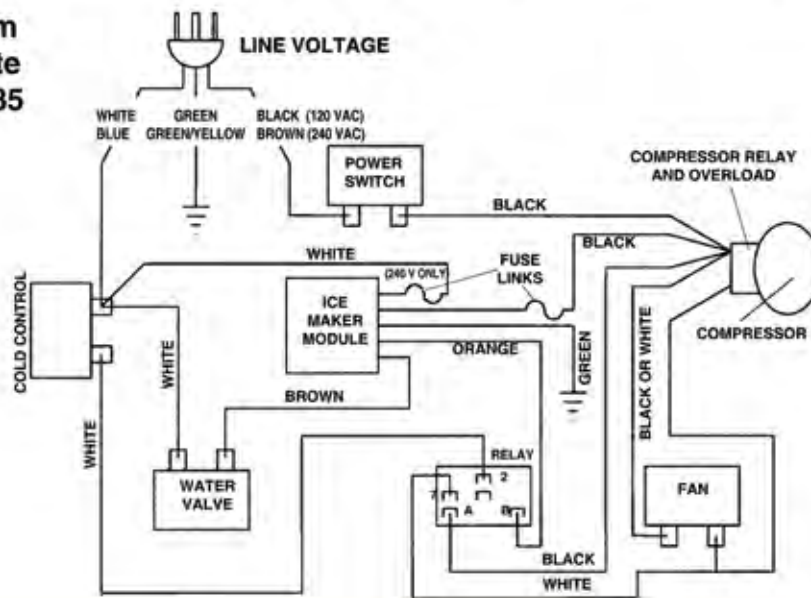 LINE VOLTAGE
WHITE GREEN BLACK (120 VAC)
BLUE GREEN/YELLOW BROWN (240 VAC)
POWER
SWITCH
COMPRESSOR RELAY
AND OVERLOAD
BLACK
BLACK
WHITE
(240 V ONLY)
FUSE
LINKS
COLD CONTROL
ICE
MAKER
MODULE
COMPRESSOR
ORANGE
GREEN
BLACK OR WHITE
WHITE
BROWN
WHITE
RELAY
2
7
A
B
WATER
VALVE
FAN
BLACK
WHITE